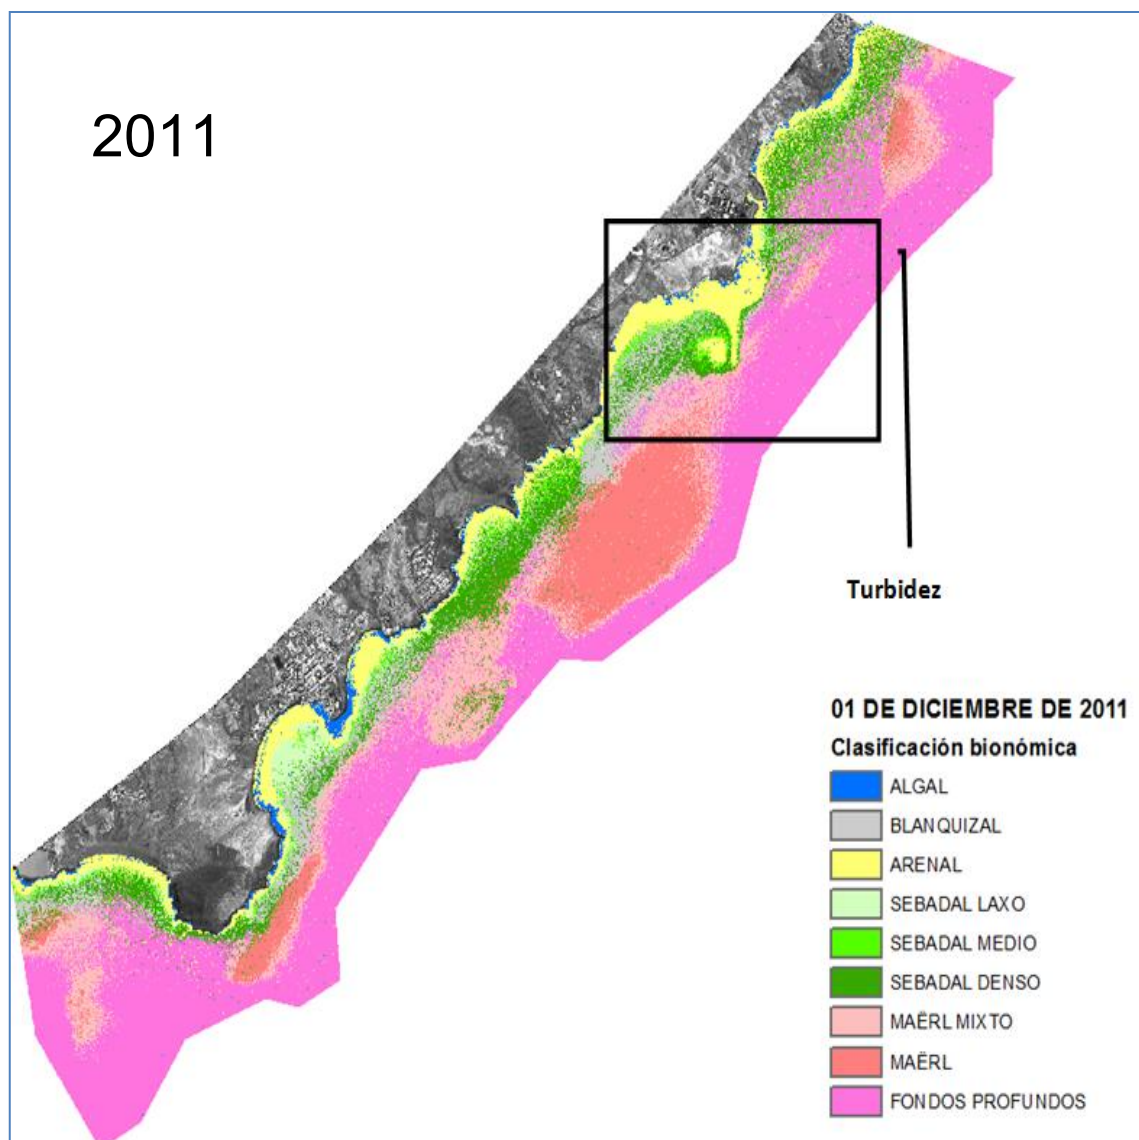 2011
Turbidez
01 DE DICIEMBRE DE 2011
Clasificación bionómica
ALGAL
BLANQUIZAL
ARENAL
SEBADAL LAXO
SEBADAL MEDIO
SEBADAL DENSO
MAËRL MIXTO
MAËRL
FONDOS PROFUNDOS